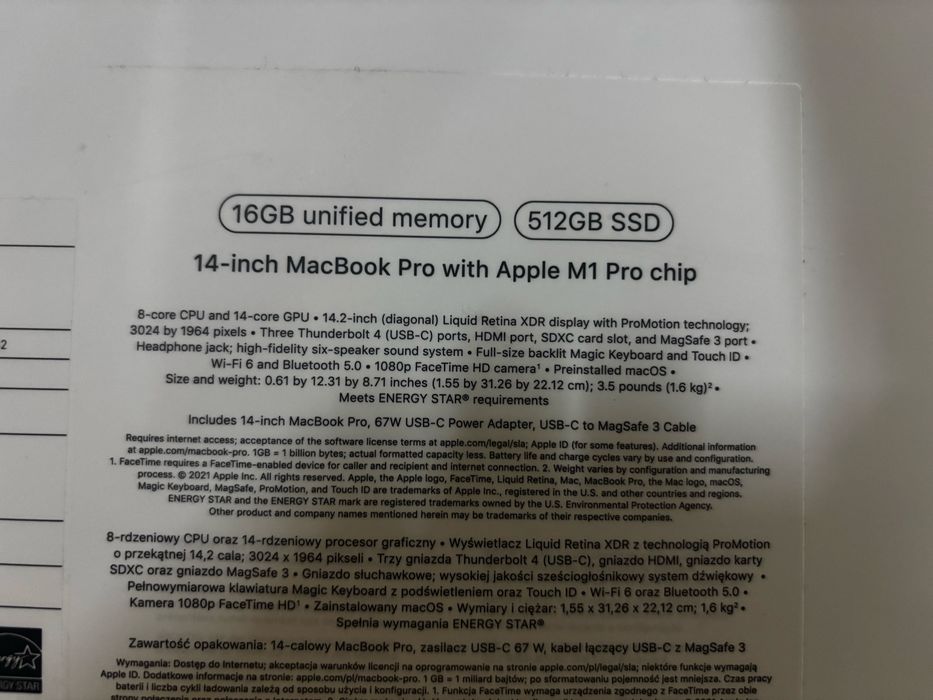 16GB unified memory 512GB SSD
14-inch MacBook Pro with Apple M1 Pro chip
8-core CPU and 14-core GPU • 14.2-inch (diagonal) Liquid Retina XDR display with ProMotion technology;
3024 by 1964 pixels • Three Thunderbolt 4 (USB-C) ports, HDMI port, SDXC card slot, and MagSafe 3 port •
Headphone jack; high-fidelity six-speaker sound system • Full-size backlit Magic Keyboard and Touch ID •
Wi-Fi 6 and Bluetooth 5.0 • 1080p FaceTime HD camera¹ • Preinstalled macOS •
Size and weight: 0.61 by 12.31 by 8.71 inches (1.55 by 31.26 by 22.12 cm); 3.5 pounds (1.6 kg)² •
Meets ENERGY STAR® requirements
Includes 14-inch MacBook Pro, 67W USB-C Power Adapter, USB-C to MagSafe 3 Cable
Requires internet access; acceptance of the software license terms at apple.com/legal/sla; Apple ID (for some features). Additional information
at apple.com/macbook-pro. 1GB = 1 billion bytes; actual formatted capacity less. Battery life and charge cycles vary by use and configuration.
1. FaceTime requires a FaceTime-enabled device for caller and recipient and internet connection. 2. Weight varies by configuration and manufacturing
process. © 2021 Apple Inc. All rights reserved. Apple, the Apple logo, FaceTime, Liquid Retina, Mac, MacBook Pro, the Mac logo, macOS,
Magic Keyboard, MagSafe, ProMotion, and Touch ID are trademarks of Apple Inc., registered in the U.S. and other countries and regions.
ENERGY STAR and the ENERGY STAR mark are registered trademarks owned by the U.S. Environmental Protection Agency.
Other product and company names mentioned herein may be trademarks of their respective companies.
8-rdzeniowy CPU oraz 14-rdzeniowy procesor graficzny • Wyświetlacz Liquid Retina XDR z technologią ProMotion
o przekątnej 14,2 cala; 3024 x 1964 pikseli • Trzy gniazda Thunderbolt 4 (USB-C), gniazdo HDMI, gniazdo karty
SDXC oraz gniazdo MagSafe 3 • Gniazdo słuchawkowe; wysokiej jakości sześciogłośnikowy system dźwiękowy •
Pełnowymiarowa klawiatura Magic Keyboard z podświetleniem oraz Touch ID • Wi-Fi 6 oraz Bluetooth 5.0 •
Kamera 1080p FaceTime HD¹ • Zainstalowany macOS • Wymiary i ciężar: 1,55 x 31,26 x 22,12 cm; 1,6 kg² •
Spełnia wymagania ENERGY STAR®
Zawartość opakowania: 14-calowy MacBook Pro, zasilacz USB-C 67 W, kabel łączący USB-C z MagSafe 3
Wymagania: Dostęp do Internetu; akceptacja warunków licencji na oprogramowanie na stronie apple.com/pl/legal/sla; niektóre funkcje wymagają
Apple ID. Dodatkowe informacje na stronie: apple.com/pl/macbook-pro. 1 GB = 1 miliard bajtów; po sformatowaniu pojemność jest mniejsza. Czas pracy
baterii i liczba cykli ładowania zależą od sposobu użycia i konfiguracji. 1. Funkcja FaceTime wymaga urządzenia zgodnego z FaceTime przez obie
2
GY STAR